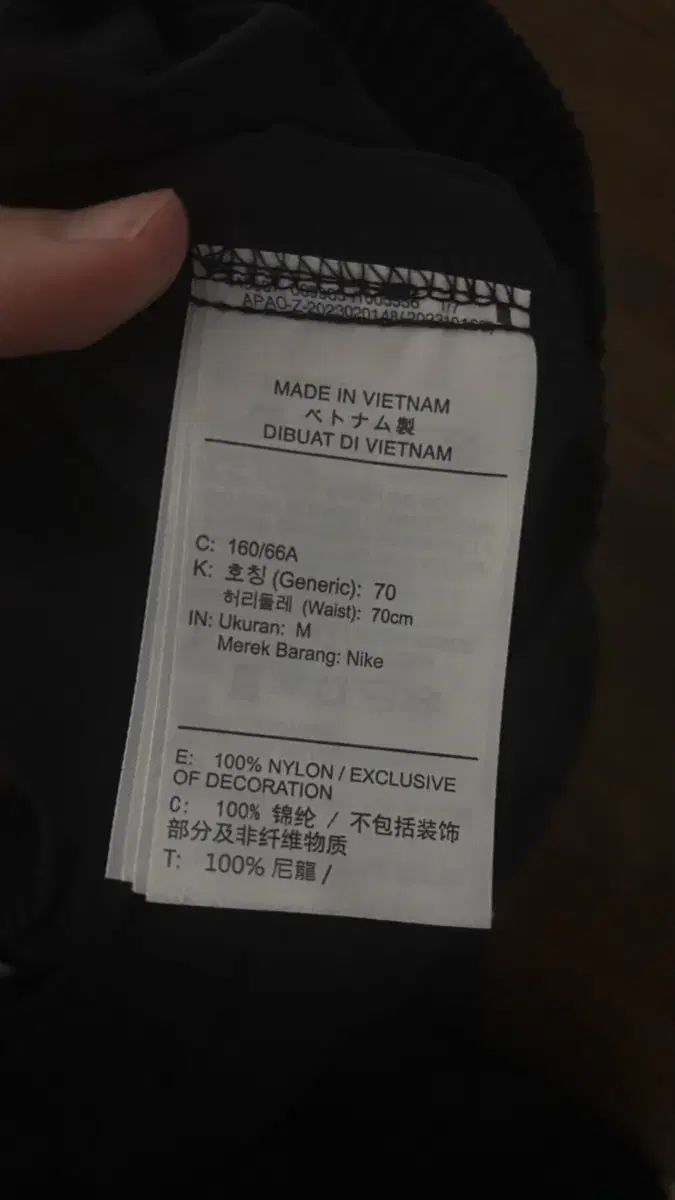 APAO-Z-2023020148
MADE IN VIETNAM
ベトナム製
DIBUAT DI VIETNAM
C: 160/66A
K: 호칭 (Generic): 70
허리둘레 (Waist): 70cm
IN: Ukuran: M
Merek Barang: Nike
E: 100% NYLON / EXCLUSIVE
OF DECORATION
C: 100% 锦纶 / 不包括装饰
部分及非纤维物质
T: 100% 尼龍 /